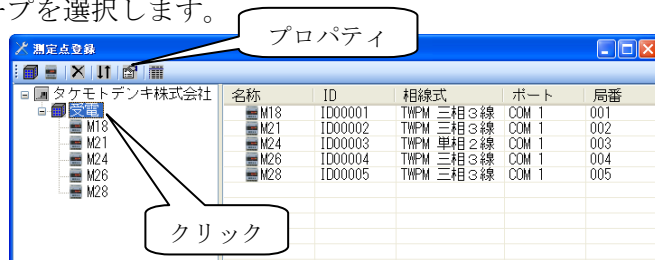 ープを選択します。
プロパティ
測定点登録
タケモトデンキ株式会社
受電
M18
M21
M24
M26
M28
名称 ID 相線式 ポート 局番
M18 ID00001 TWPM 三相3線 COM 1 001
M21 ID00002 TWPM 三相3線 COM 1 002
M24 ID00003 TWPM 単相2線 COM 1 003
M26 ID00004 TWPM 三相3線 COM 1 004
M28 ID00005 TWPM 三相3線 COM 1 005
クリック